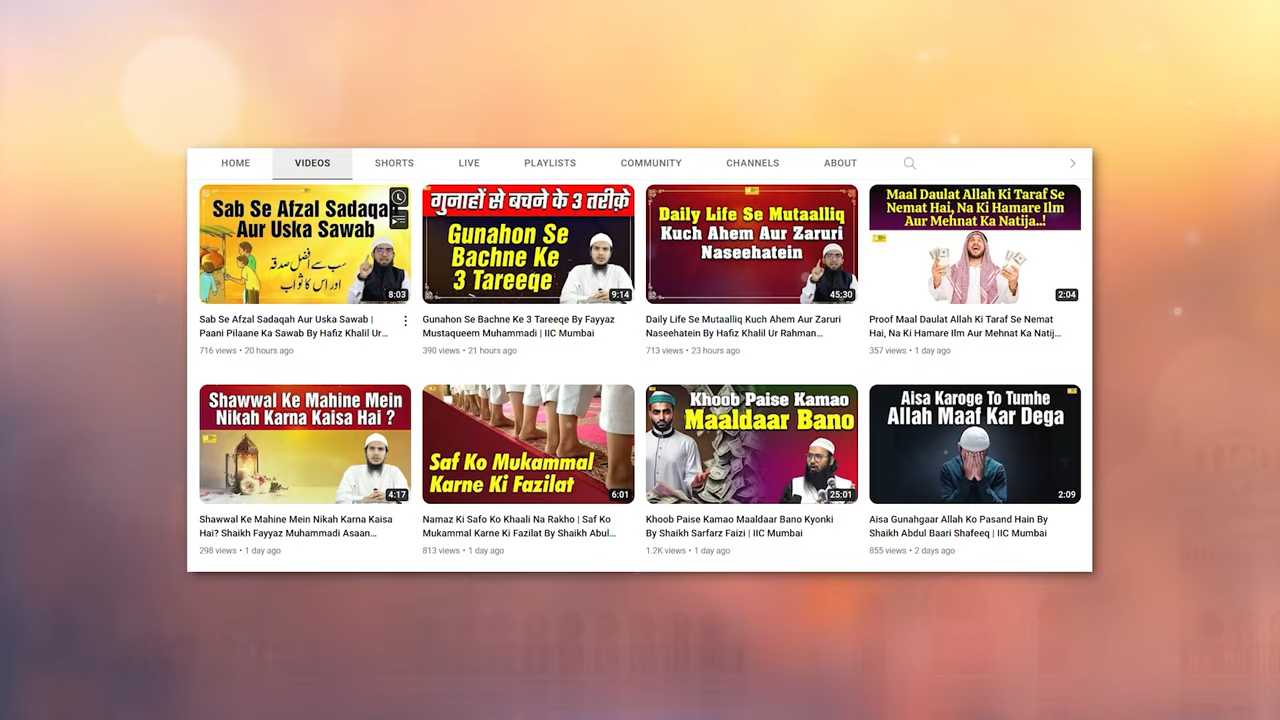 HOME VIDEOS SHORTS LIVE PLAYLISTS COMMUNITY CHANNELS ABOUT
Sab Se Afzal Sadaqa
Aur Uska Sawab
سب سے افضل صدقہ
اور اس کا ثواب
8:03
Sab Se Afzal Sadaqah Aur Uska Sawab |
Paani Pilaane Ka Sawab By Hafiz Khalil Ur...
716 views • 20 hours ago
गुनाहों से बचने के 3 तरीक़े
Gunahon Se
Bachne Ke
3 Tareeqe
9:14
Gunahon Se Bachne Ke 3 Tareeqe By Fayyaz
Mustaqueem Muhammadi | IIC Mumbai
390 views • 21 hours ago
Daily Life Se Mutaalliq
Kuch Ahem Aur Zaruri
Naseehatein
45:30
Daily Life Se Mutaalliq Kuch Ahem Aur Zaruri
Naseehatein By Hafiz Khalil Ur Rahman...
713 views • 23 hours ago
Maal Daulat Allah Ki Taraf Se
Nemat Hai, Na Ki Hamare Ilm
Aur Mehnat Ka Natija..!
2:04
Proof Maal Daulat Allah Ki Taraf Se Nemat
Hai, Na Ki Hamare Ilm Aur Mehnat Ka Natij...
357 views • 1 day ago
Shawwal Ke Mahine Mein
Nikah Karna Kaisa Hai ?
4:17
Shawwal Ke Mahine Mein Nikah Karna Kaisa
Hai? Shaikh Fayyaz Muhammadi Asaan...
298 views • 1 day ago
Saf Ko Mukammal
Karne Ki Fazilat
6:01
Namaz Ki Safo Ko Khaali Na Rakho | Saf Ko
Mukammal Karne Ki Fazilat By Shaikh Abul...
813 views • 1 day ago
Khoob Paise Kamao
Maaldaar Bano
25:01
Khoob Paise Kamao Maaldaar Bano Kyonki
By Shaikh Sarfarz Faizi | IIC Mumbai
1.2K views • 1 day ago
Aisa Karoge To Tumhe
Allah Maaf Kar Dega
2:09
Aisa Gunahgaar Allah Ko Pasand Hain By
Shaikh Abdul Baari Shafeeq | IIC Mumbai
855 views • 2 days ago